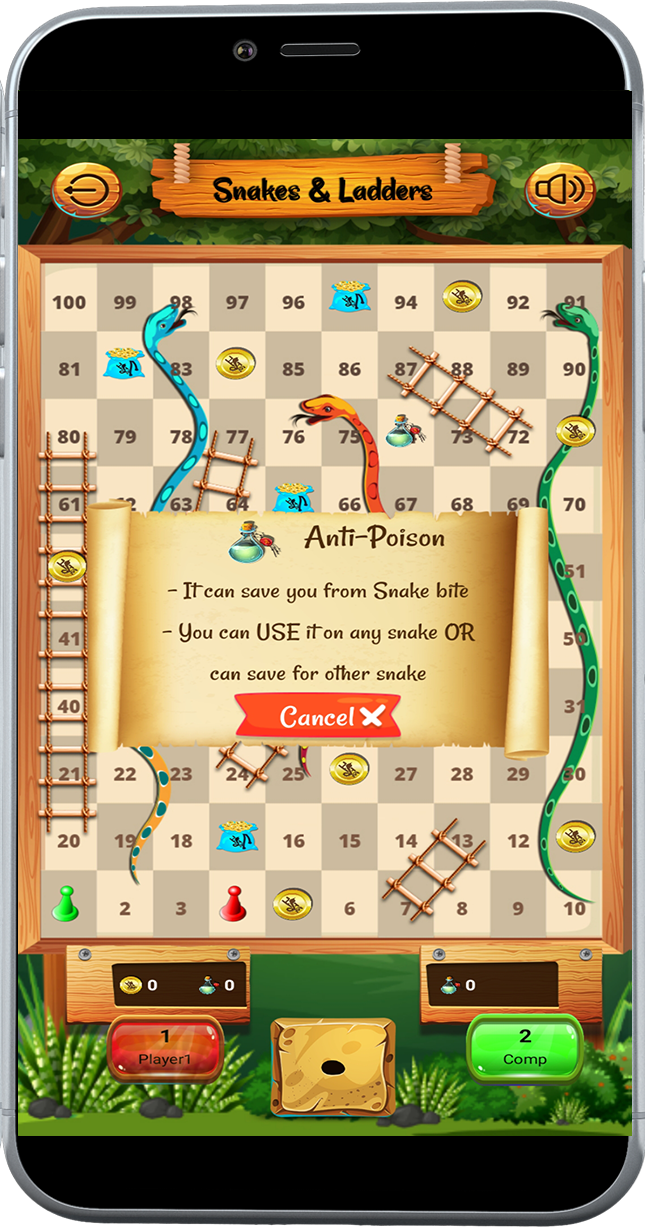 Snakes & Ladders
100 99 98 97 96 94 92 91
81 83 85 86 87 88 89 90
80 79 78 77 76 75 73 72
61 62 63 64 66 67 68 69 70
Anti-Poison
- It can save you from Snake bite
51
41
- You can USE it on any snake OR
50
can save for other snake
40
31
Cancel
21 22 23 24 25 27 28 29 30
20 19 18 16 15 14 13 12
2 3 6 7 8 9 10
0 0 0
1
Player1
2
Comp